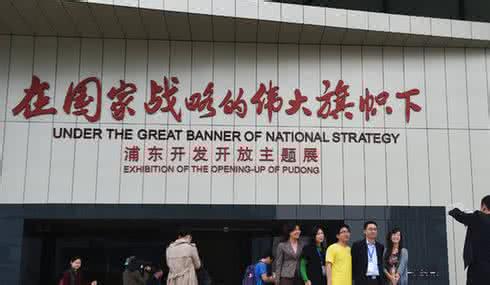 在国家战略的伟大旗帜下
UNDER THE GREAT BANNER OF NATIONAL STRATEGY
浦东开发开放主题展
EXHIBITION OF THE OPENING-UP OF PUDONG